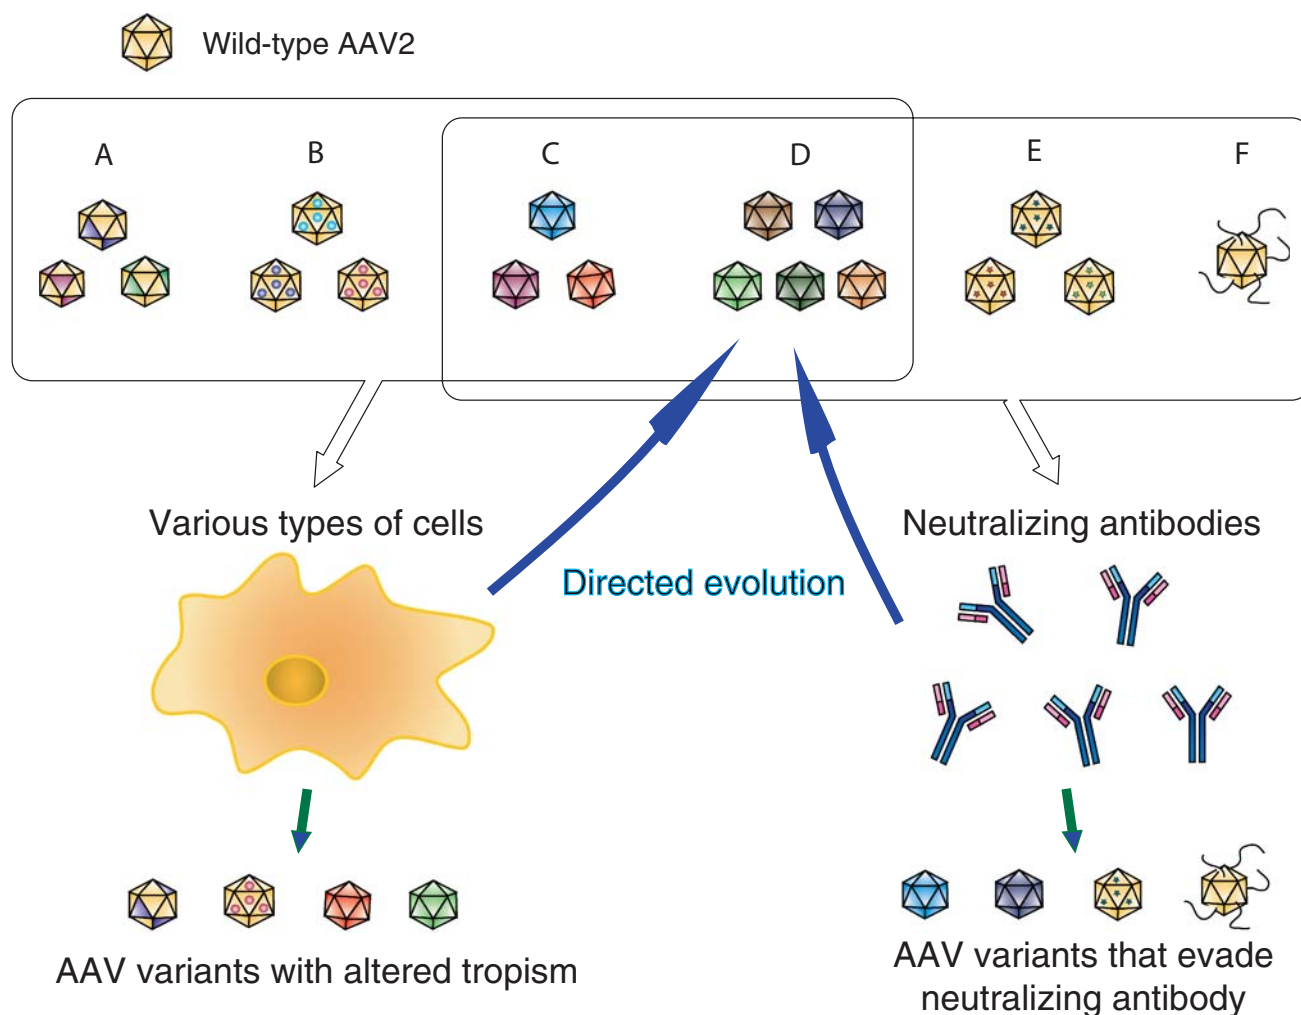 Wild-type AAV2
A
B
C
D
E
F
Various types of cells
Neutralizing antibodies
Directed evolution
AAV variants with altered tropism
AAV variants that evade
neutralizing antibody